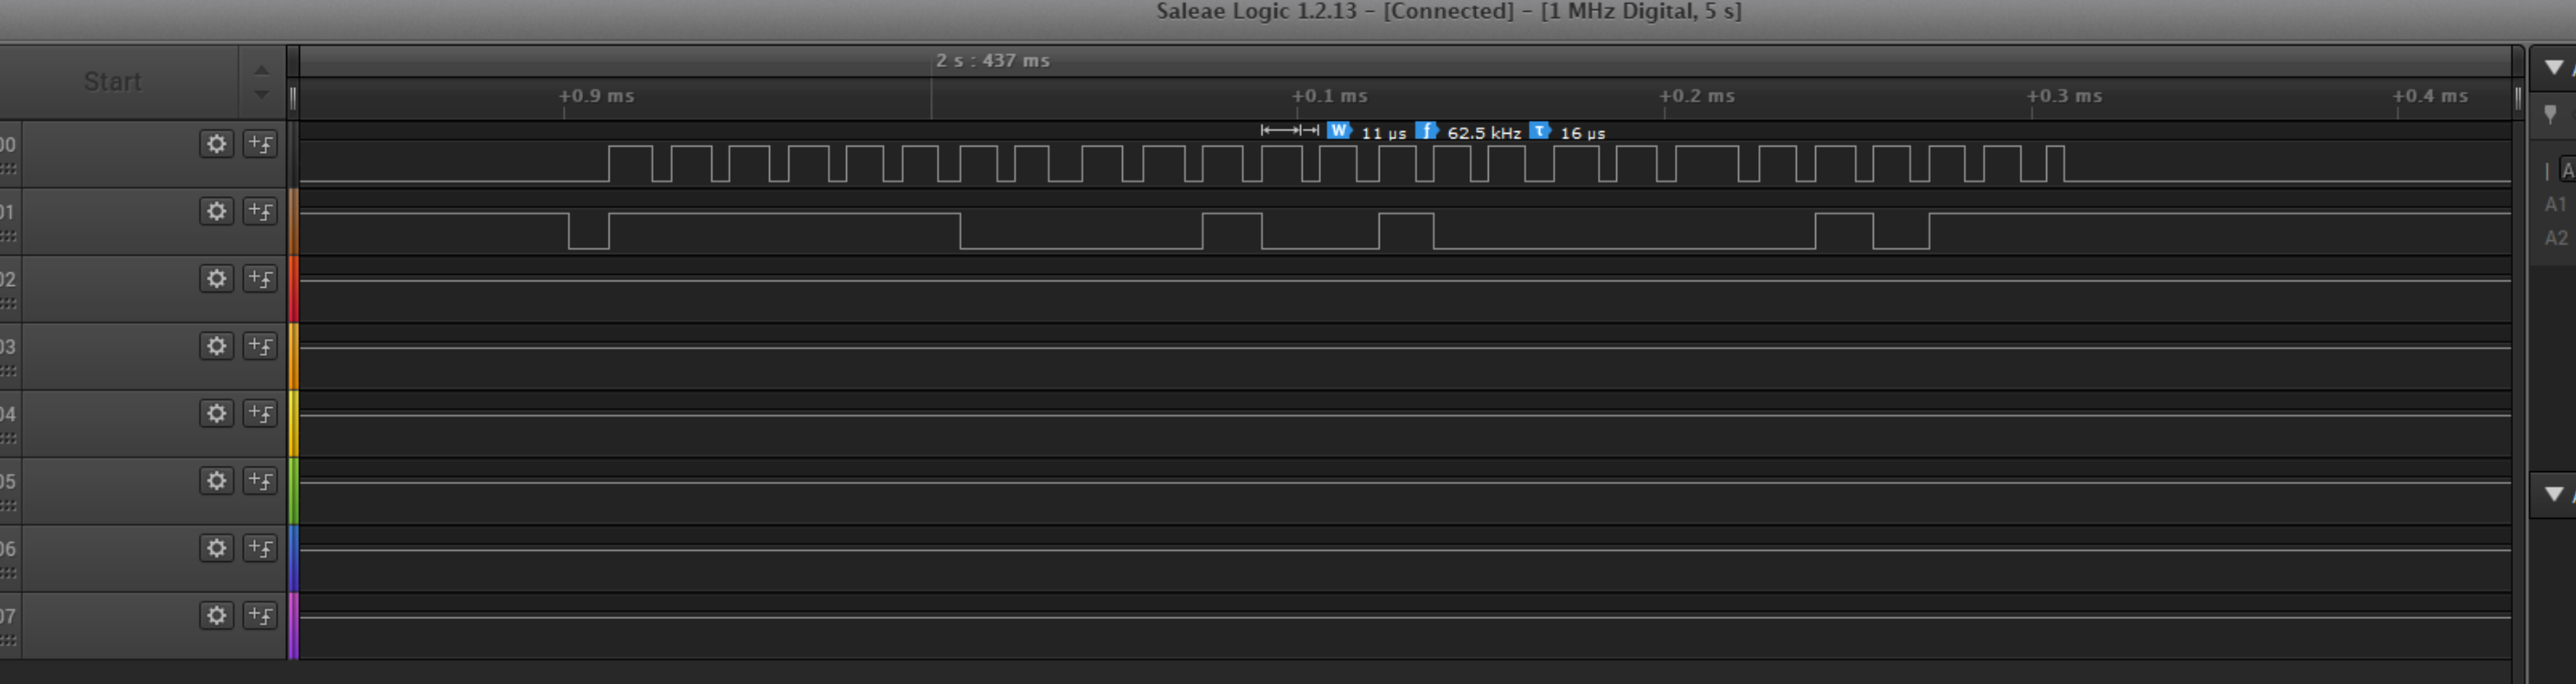 Saleae Logic 1.2.13 – [Connected] – [1 MHz Digital, 5 s]
Start
2 s : 437 ms
+0.9 ms
+0.1 ms
+0.2 ms
+0.3 ms
+0.4 ms
00
W 11 µs f 62.5 kHz τ 16 µs
01
02
03
04
05
06
07
A
A1
A2